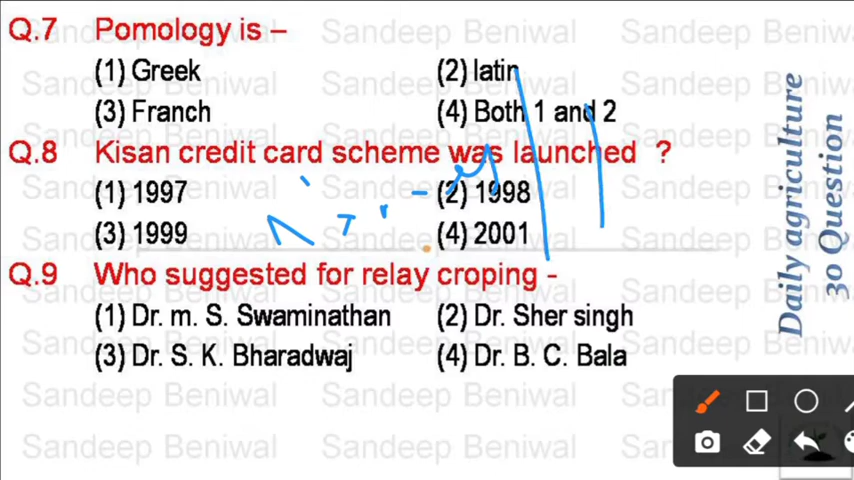 Q.7 Pomology is –
(1) Greek (2) latin
(3) Franch (4) Both 1 and 2
Q.8 Kisan credit card scheme was launched ?
(1) 1997 (2) 1998
(3) 1999 (4) 2001
Q.9 Who suggested for relay croping -
(1) Dr. m. S. Swaminathan (2) Dr. Sher singh
(3) Dr. S. K. Bharadwaj (4) Dr. B. C. Bala
Daily agriculture
30 Question
Sandeep Beniwal